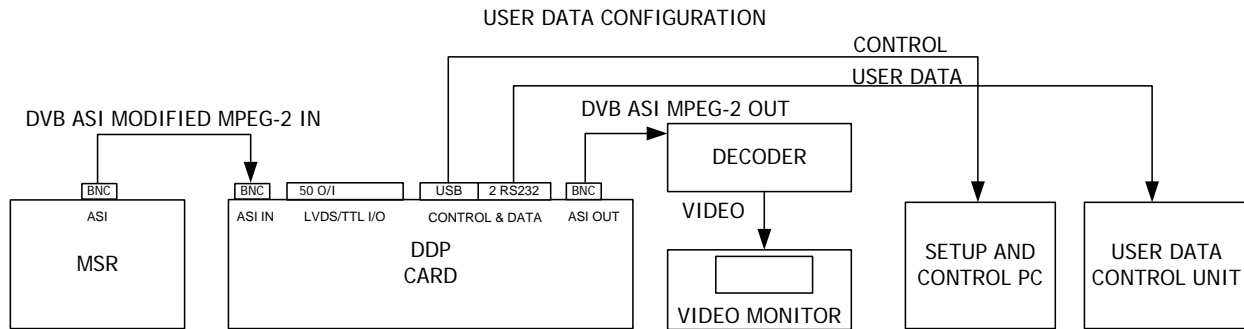 USER DATA CONFIGURATION
CONTROL
USER DATA
DVB ASI MODIFIED MPEG-2 IN
DVB ASI MPEG-2 OUT
DECODER
BNC
BNC
50 O/I
USB
2 RS232
BNC
ASI
ASI IN
LVDS/TTL I/O
CONTROL & DATA
ASI OUT
VIDEO
MSR
DDP
CARD
SETUP AND
CONTROL PC
USER DATA
CONTROL UNIT
VIDEO MONITOR